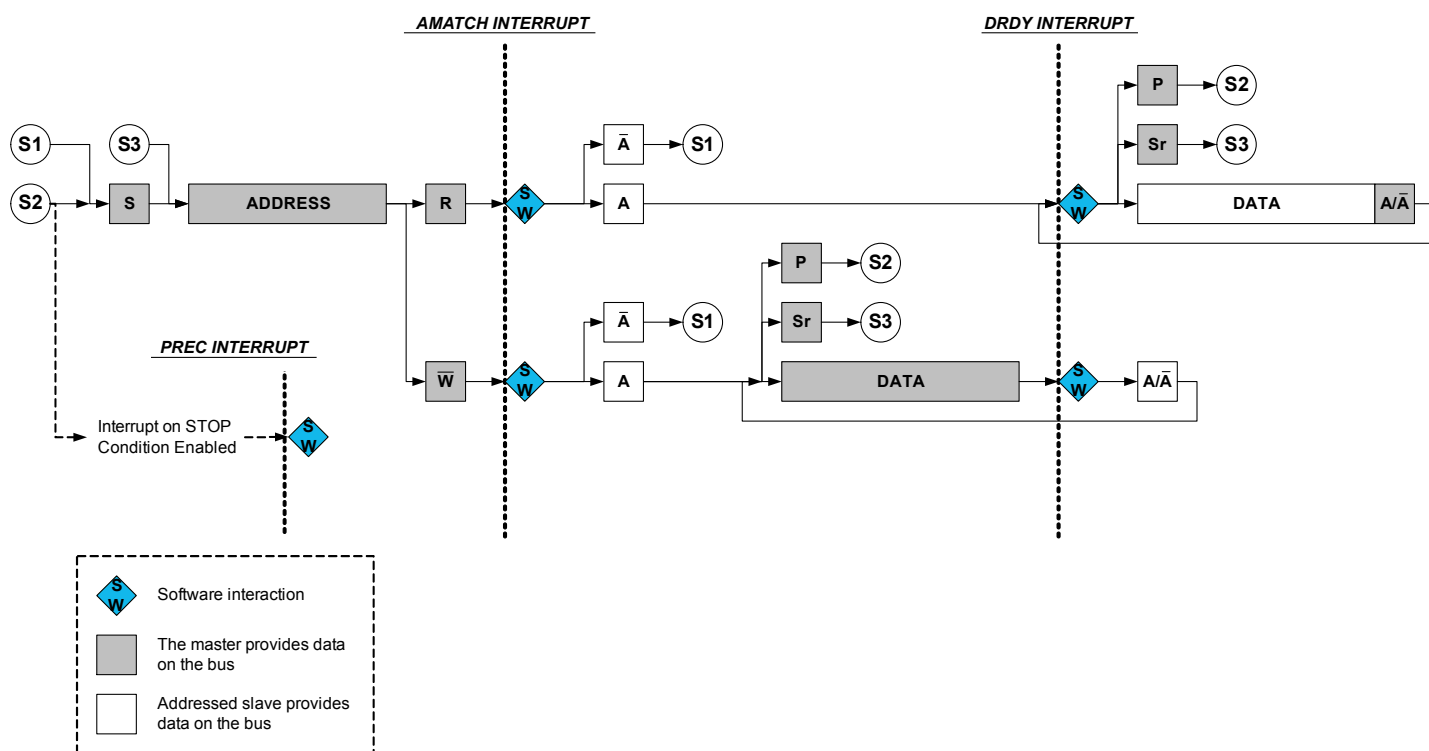 AMATCH INTERRUPT
DRDY INTERRUPT
P
S2
S1
S3
A̅
S1
Sr
S3
S2
S
ADDRESS
R
S
W
A
S
W
DATA
A/A̅
P
S2
A̅
S1
Sr
S3
PREC INTERRUPT
W̅
S
W
A
DATA
S
W
A/A̅
Interrupt on STOP
Condition Enabled
S
W
S
W
Software interaction
The master provides data
on the bus
Addressed slave provides
data on the bus